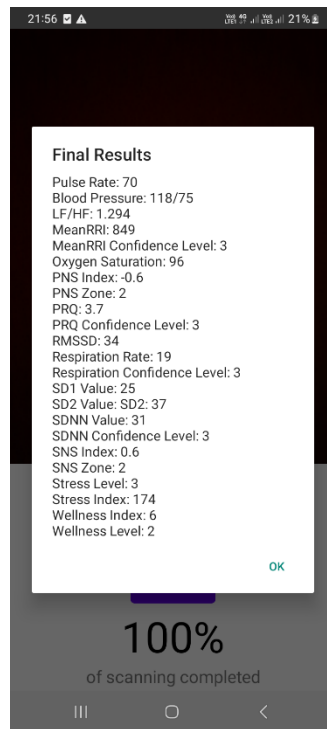 21:56
21%
Final Results
Pulse Rate: 70
Blood Pressure: 118/75
LF/HF: 1.294
MeanRRI: 849
MeanRRI Confidence Level: 3
Oxygen Saturation: 96
PNS Index: -0.6
PNS Zone: 2
PRQ: 3.7
PRQ Confidence Level: 3
RMSSD: 34
Respiration Rate: 19
Respiration Confidence Level: 3
SD1 Value: 25
SD2 Value: SD2: 37
SDNN Value: 31
SDNN Confidence Level: 3
SNS Index: 0.6
SNS Zone: 2
Stress Level: 3
Stress Index: 174
Wellness Index: 6
Wellness Level: 2
OK
100%
of scanning completed